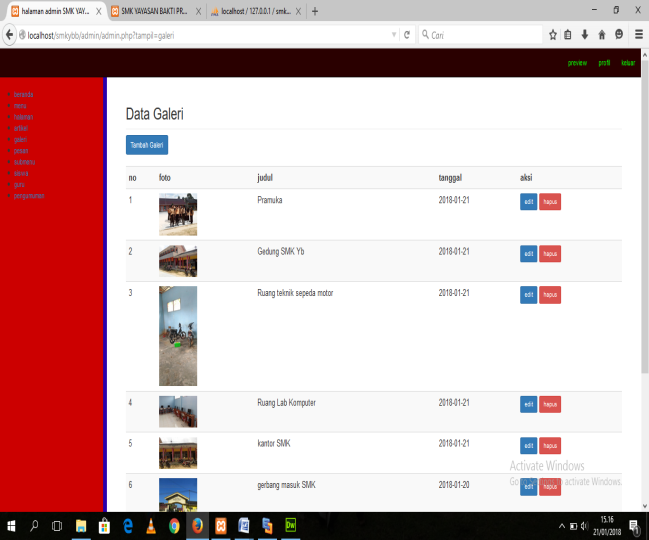 halaman admin SMK YAY... X
SMK YAYASAN BAKTI PR... X
localhost / 127.0.0.1 / smk... X
localhost/smkybb/admin/admin.php?tampil=galeri
Cari
preview profil keluar
beranda
menu
halaman
artikel
galeri
pesan
submenu
siswa
guru
pengumuman
Data Galeri
Tambah Galeri
no foto judul tanggal aksi
1 Pramuka 2018-01-21 edit hapus
2 Gedung SMK Yb 2018-01-21 edit hapus
3 Ruang teknik sepeda motor 2018-01-21 edit hapus
4 Ruang Lab Komputer 2018-01-21 edit hapus
5 kantor SMK 2018-01-21 edit hapus
6 gerbang masuk SMK 2018-01-20 edit hapus
Activate Windows
Go to Settings to activate Windows.
15.16
21/01/2018